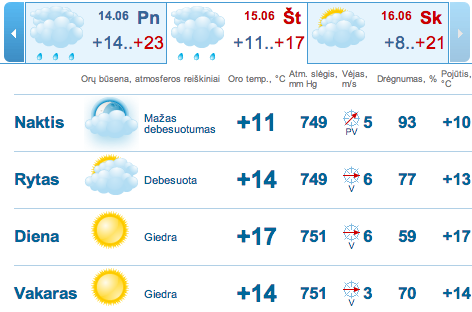 14.06 Pn
+14..+23
15.06 Št
+11..+17
16.06 Sk
+8..+21
Orų būsena, atmosferos reiškiniai Oro temp., °C Atm. slėgis, mm Hg Vėjas, m/s Drėgnumas, % Pojūtis, °C
Naktis Mažas debesuotumas +11 749 PV 5 93 +10
Rytas Debesuota +14 749 V 6 77 +13
Diena Giedra +17 751 V 6 59 +17
Vakaras Giedra +14 751 V 3 70 +14